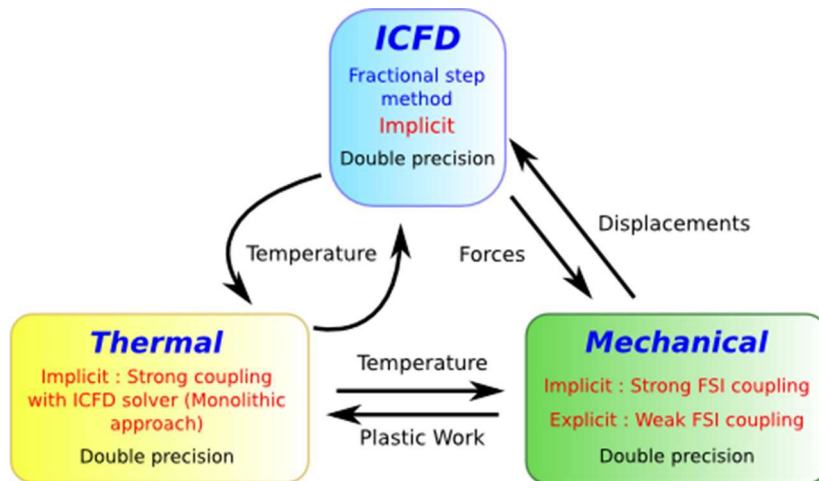 ICFD
Fractional step
method
Implicit
Double precision
Displacements
Temperature
Forces
Thermal
Implicit : Strong coupling
with ICFD solver (Monolithic
approach)
Double precision
Temperature
Plastic Work
Mechanical
Implicit : Strong FSI coupling
Explicit : Weak FSI coupling
Double precision